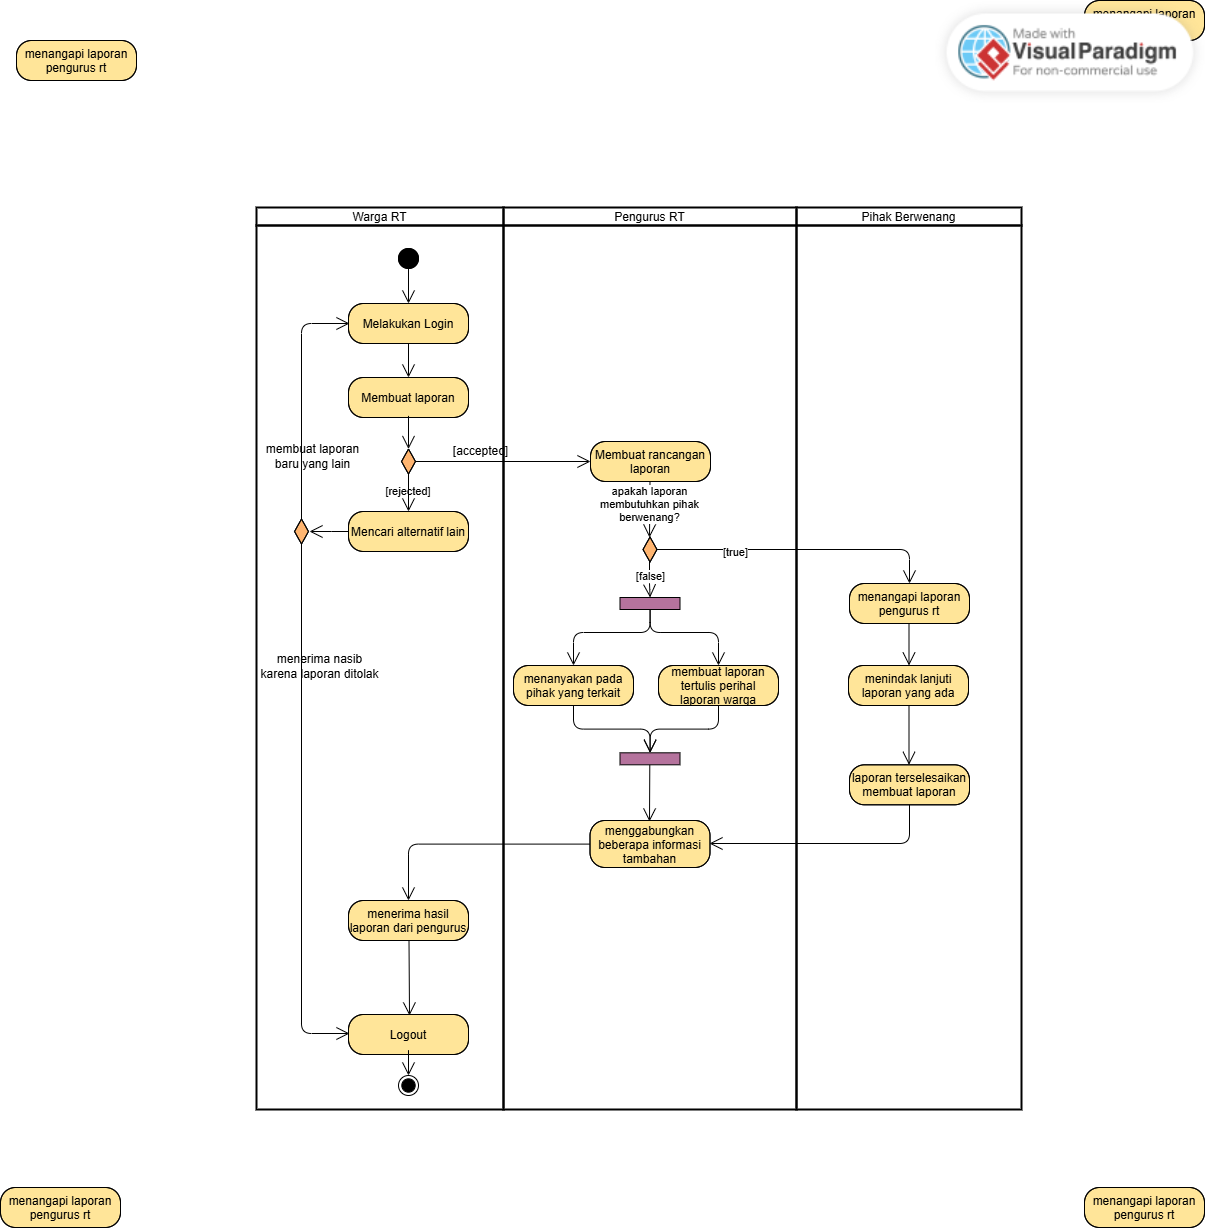 menangapi laporan
pengurus rt
menangapi laporan
Made with
Visual Paradigm
For non-commercial use
Warga RT
Pengurus RT
Pihak Berwenang
Melakukan Login
Membuat laporan
membuat laporan
baru yang lain
[accepted]
Membuat rancangan
laporan
[rejected]
apakah laporan
membutuhkan pihak
berwenang?
Mencari alternatif lain
[true]
[false]
menangapi laporan
pengurus rt
menerima nasib
karena laporan ditolak
menanyakan pada
pihak yang terkait
membuat laporan
tertulis perihal
laporan warga
menindak lanjuti
laporan yang ada
laporan terselesaikan
membuat laporan
menggabungkan
beberapa informasi
tambahan
menerima hasil
laporan dari pengurus
Logout
menangapi laporan
pengurus rt
menangapi laporan
pengurus rt